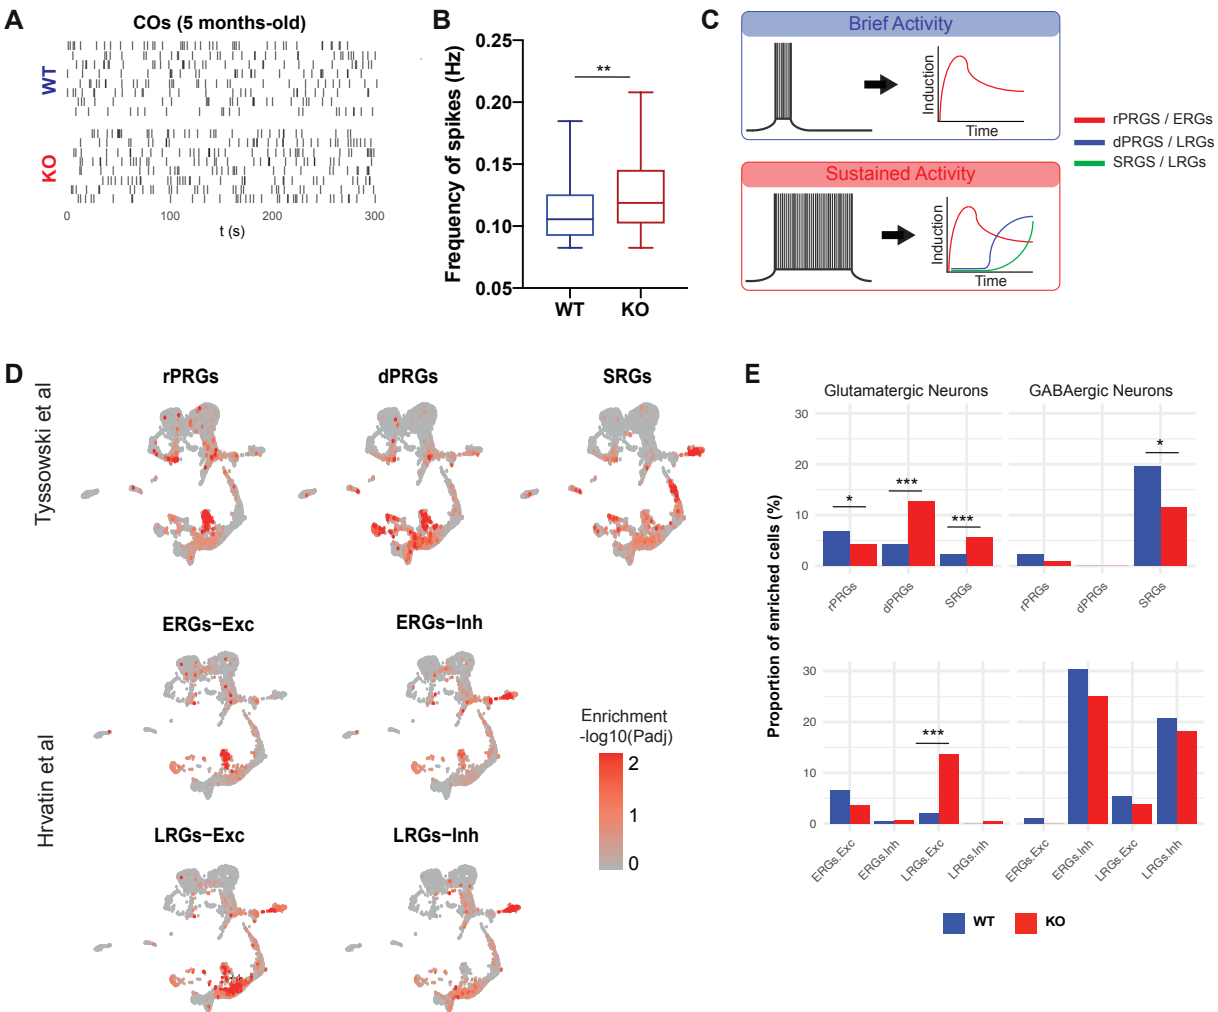 A
COs (5 months-old)
WT
KO
0
100
200
300
t (s)
B
Frequency of spikes (Hz)
0.25
0.20
0.15
0.10
0.05
**
WT
KO
C
Brief Activity
Induction
Time
Sustained Activity
Induction
Time
rPRGS / ERGs
dPRGS / LRGs
SRGS / LRGs
D
Tyssowski et al
rPRGs
dPRGs
SRGs
Hrvatin et al
ERGs-Exc
ERGs-Inh
LRGs-Exc
LRGs-Inh
Enrichment
-log10(Padj)
2
1
0
E
Proportion of enriched cells (%)
Glutamatergic Neurons
GABAergic Neurons
30
20
10
0
*
***
***
*
rPRGs
dPRGs
SRGs
rPRGs
dPRGs
SRGs
30
20
10
0
***
ERGs.Exc
ERGs.Inh
LRGs.Exc
LRGs.Inh
ERGs.Exc
ERGs.Inh
LRGs.Exc
LRGs.Inh
WT
KO